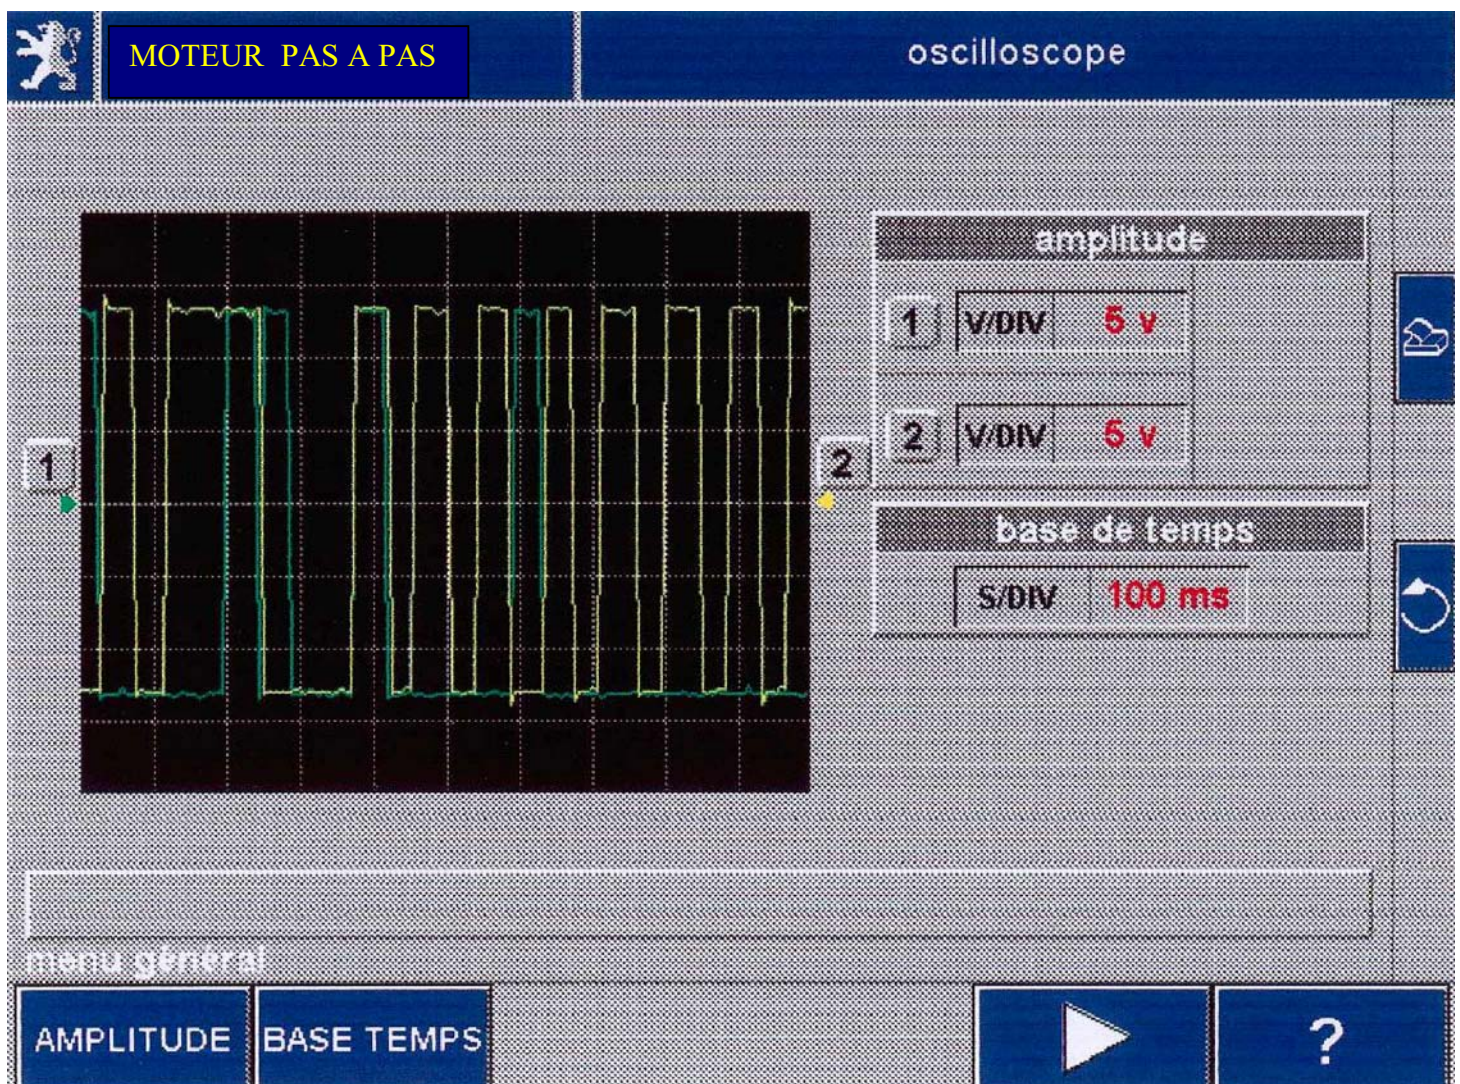 MOTEUR PAS A PAS
oscilloscope
amplitude
1 V/DIV 5 v
2 V/DIV 5 v
1
2
base de temps
S/DIV 100 ms
menu général
AMPLITUDE
BASE TEMPS
?